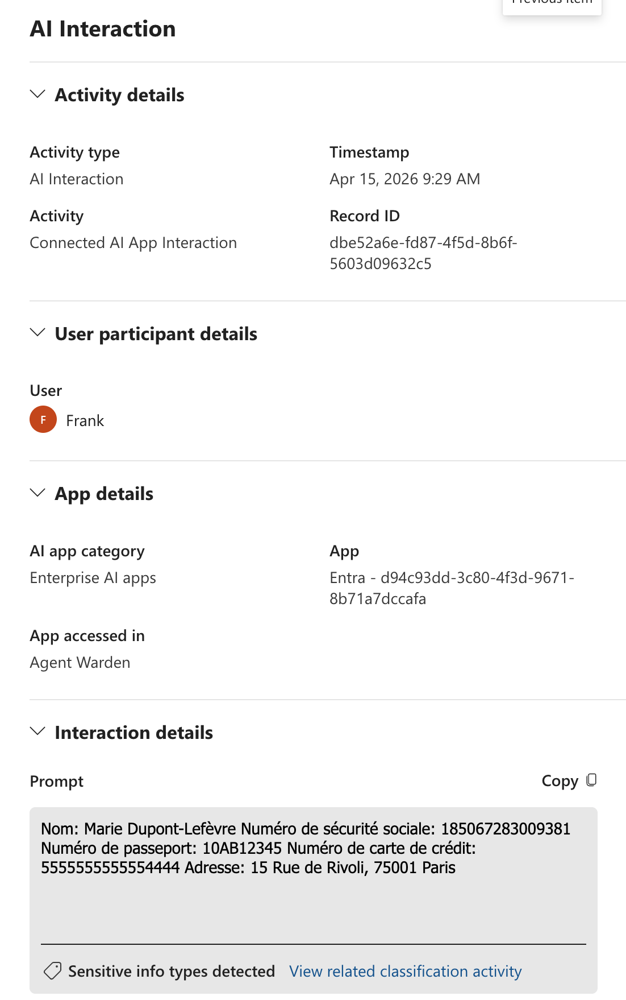 Previous Item
AI Interaction
Activity details
Activity type
Timestamp
AI Interaction
Apr 15, 2026 9:29 AM
Activity
Record ID
Connected AI App Interaction
dbe52a6e-fd87-4f5d-8b6f-
5603d09632c5
User participant details
User
F
Frank
App details
AI app category
App
Enterprise AI apps
Entra - d94c93dd-3c80-4f3d-9671-
8b71a7dccafa
App accessed in
Agent Warden
Interaction details
Prompt
Copy
Nom: Marie Dupont-Lefèvre Numéro de sécurité sociale: 185067283009381
Numéro de passeport: 10AB12345 Numéro de carte de crédit:
5555555555554444 Adresse: 15 Rue de Rivoli, 75001 Paris
Sensitive info types detected
View related classification activity